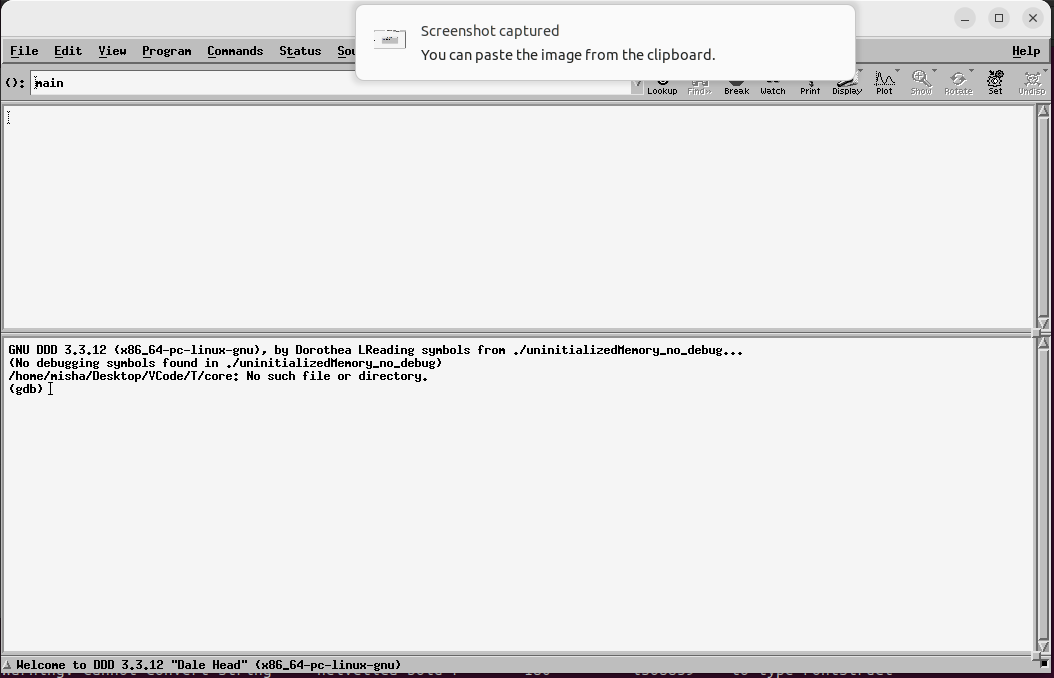 Screenshot captured
You can paste the image from the clipboard.
File Edit View Program Commands Status Sou Help
(): main
Lookup Find» Break Watch Print Display Plot Show Rotate Set Undisp
GNU DDD 3.3.12 (x86_64-pc-linux-gnu), by Dorothea LReading symbols from ./uninitializedMemory_no_debug...
(No debugging symbols found in ./uninitializedMemory_no_debug)
/home/misha/Desktop/VCode/T/core: No such file or directory.
(gdb)
Welcome to DDD 3.3.12 "Dale Head" (x86_64-pc-linux-gnu)